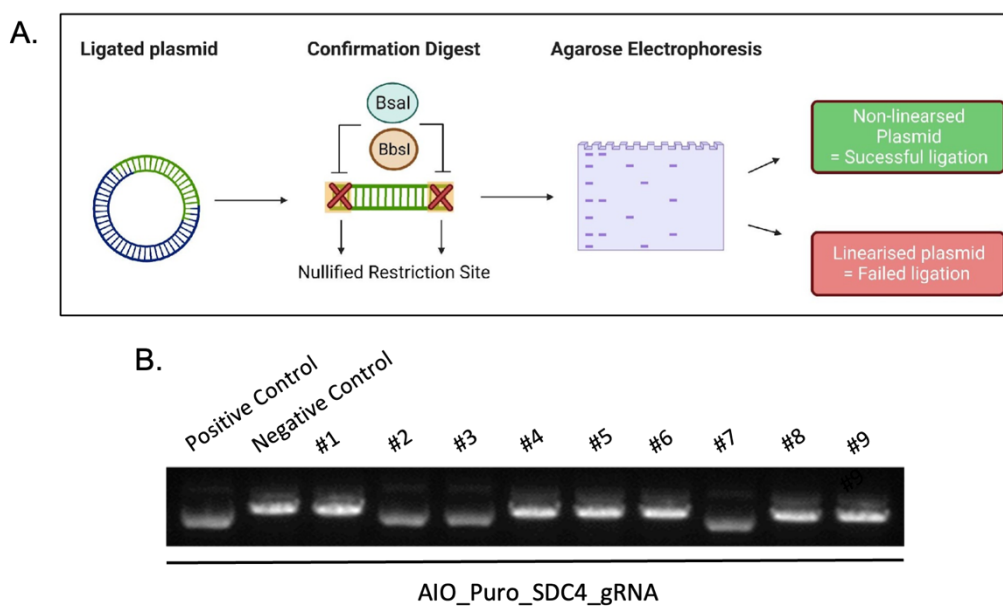 A.
Ligated plasmid
Confirmation Digest
Agarose Electrophoresis
BsaI
BbsI
Nullified Restriction Site
Non-linearsed
Plasmid
= Sucessful ligation
Linearised plasmid
= Failed ligation
B.
Positive Control
Negative Control
#1
#2
#3
#4
#5
#6
#7
#8
#9
#9
AIO_Puro_SDC4_gRNA